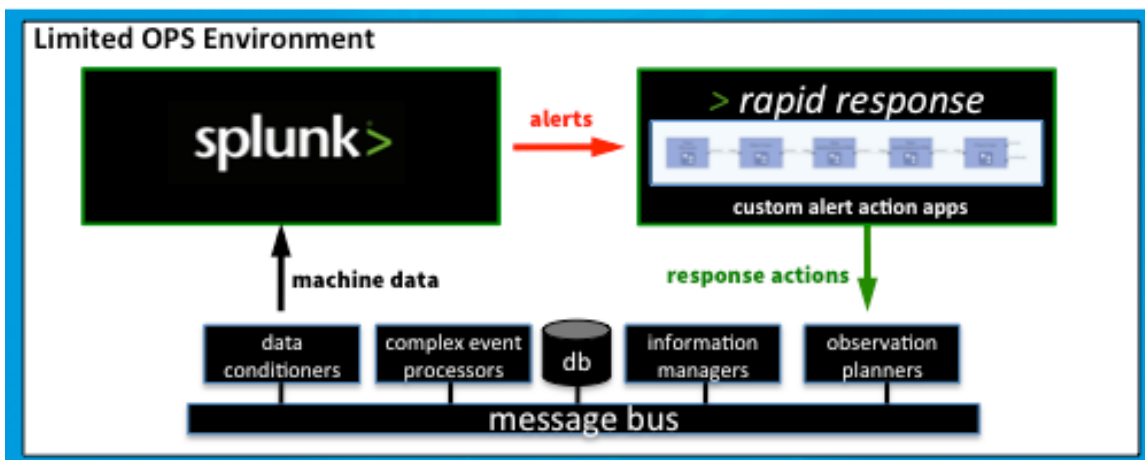 Limited OPS Environment
splunk>
alerts
> rapid response
custom alert action apps
machine data
response actions
data
conditioners
complex event
processors
db
information
managers
observation
planners
message bus